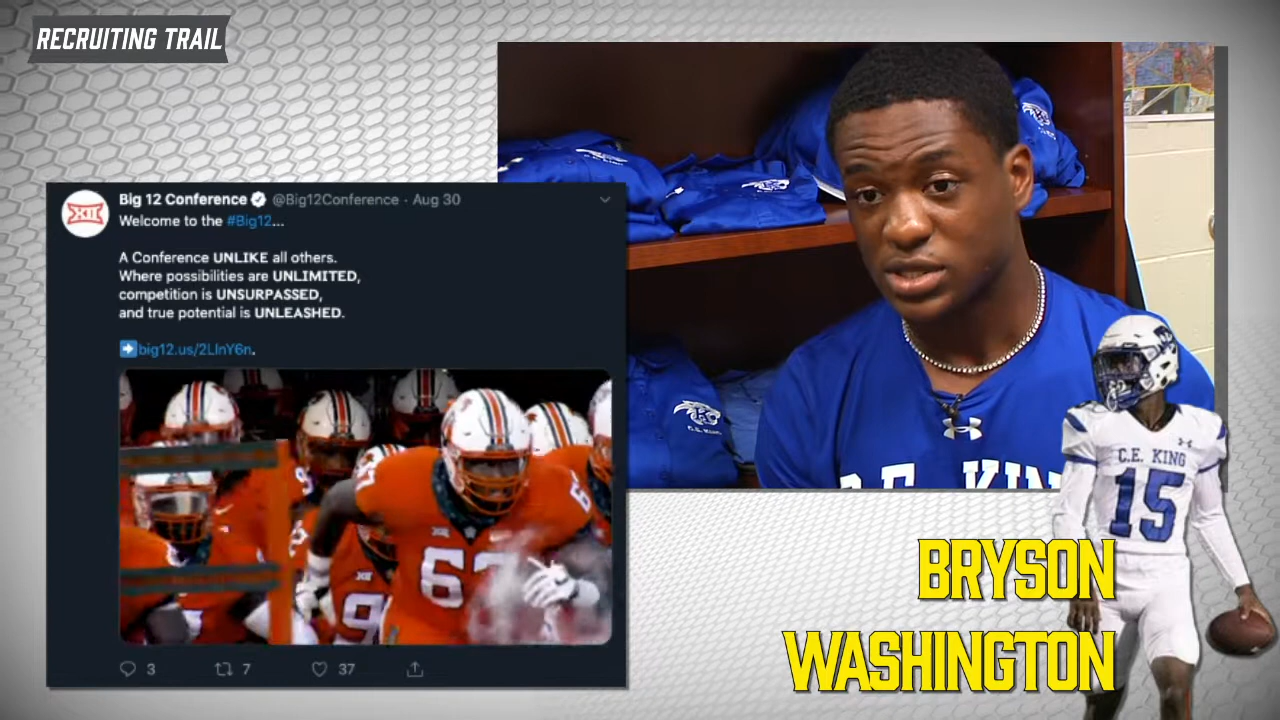 RECRUITING TRAIL
XII
Big 12 Conference @Big12Conference · Aug 30
Welcome to the #Big12...
A Conference UNLIKE all others.
Where possibilities are UNLIMITED,
competition is UNSURPASSED,
and true potential is UNLEASHED.
big12.us/2LlnY6n.
3 7 37
C.E. KING
C.E. KING
15
BRYSON
WASHINGTON